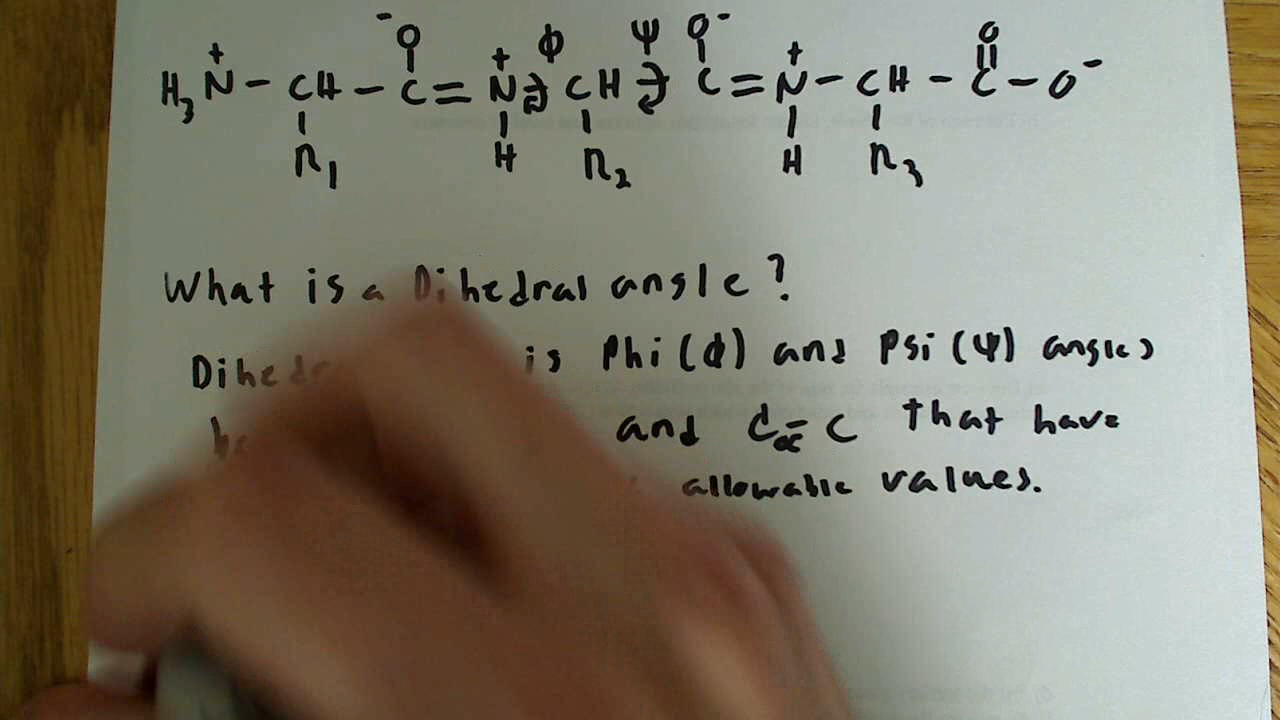 - O φ ψ O -
H3N+ - CH - C = N+ CH C = N+ - CH - C - O- O
R1 H R2 H R3
What is a Dihedral angle?
is Phi (φ) and Psi (ψ) angles
and Cα-C that have
allowable values.